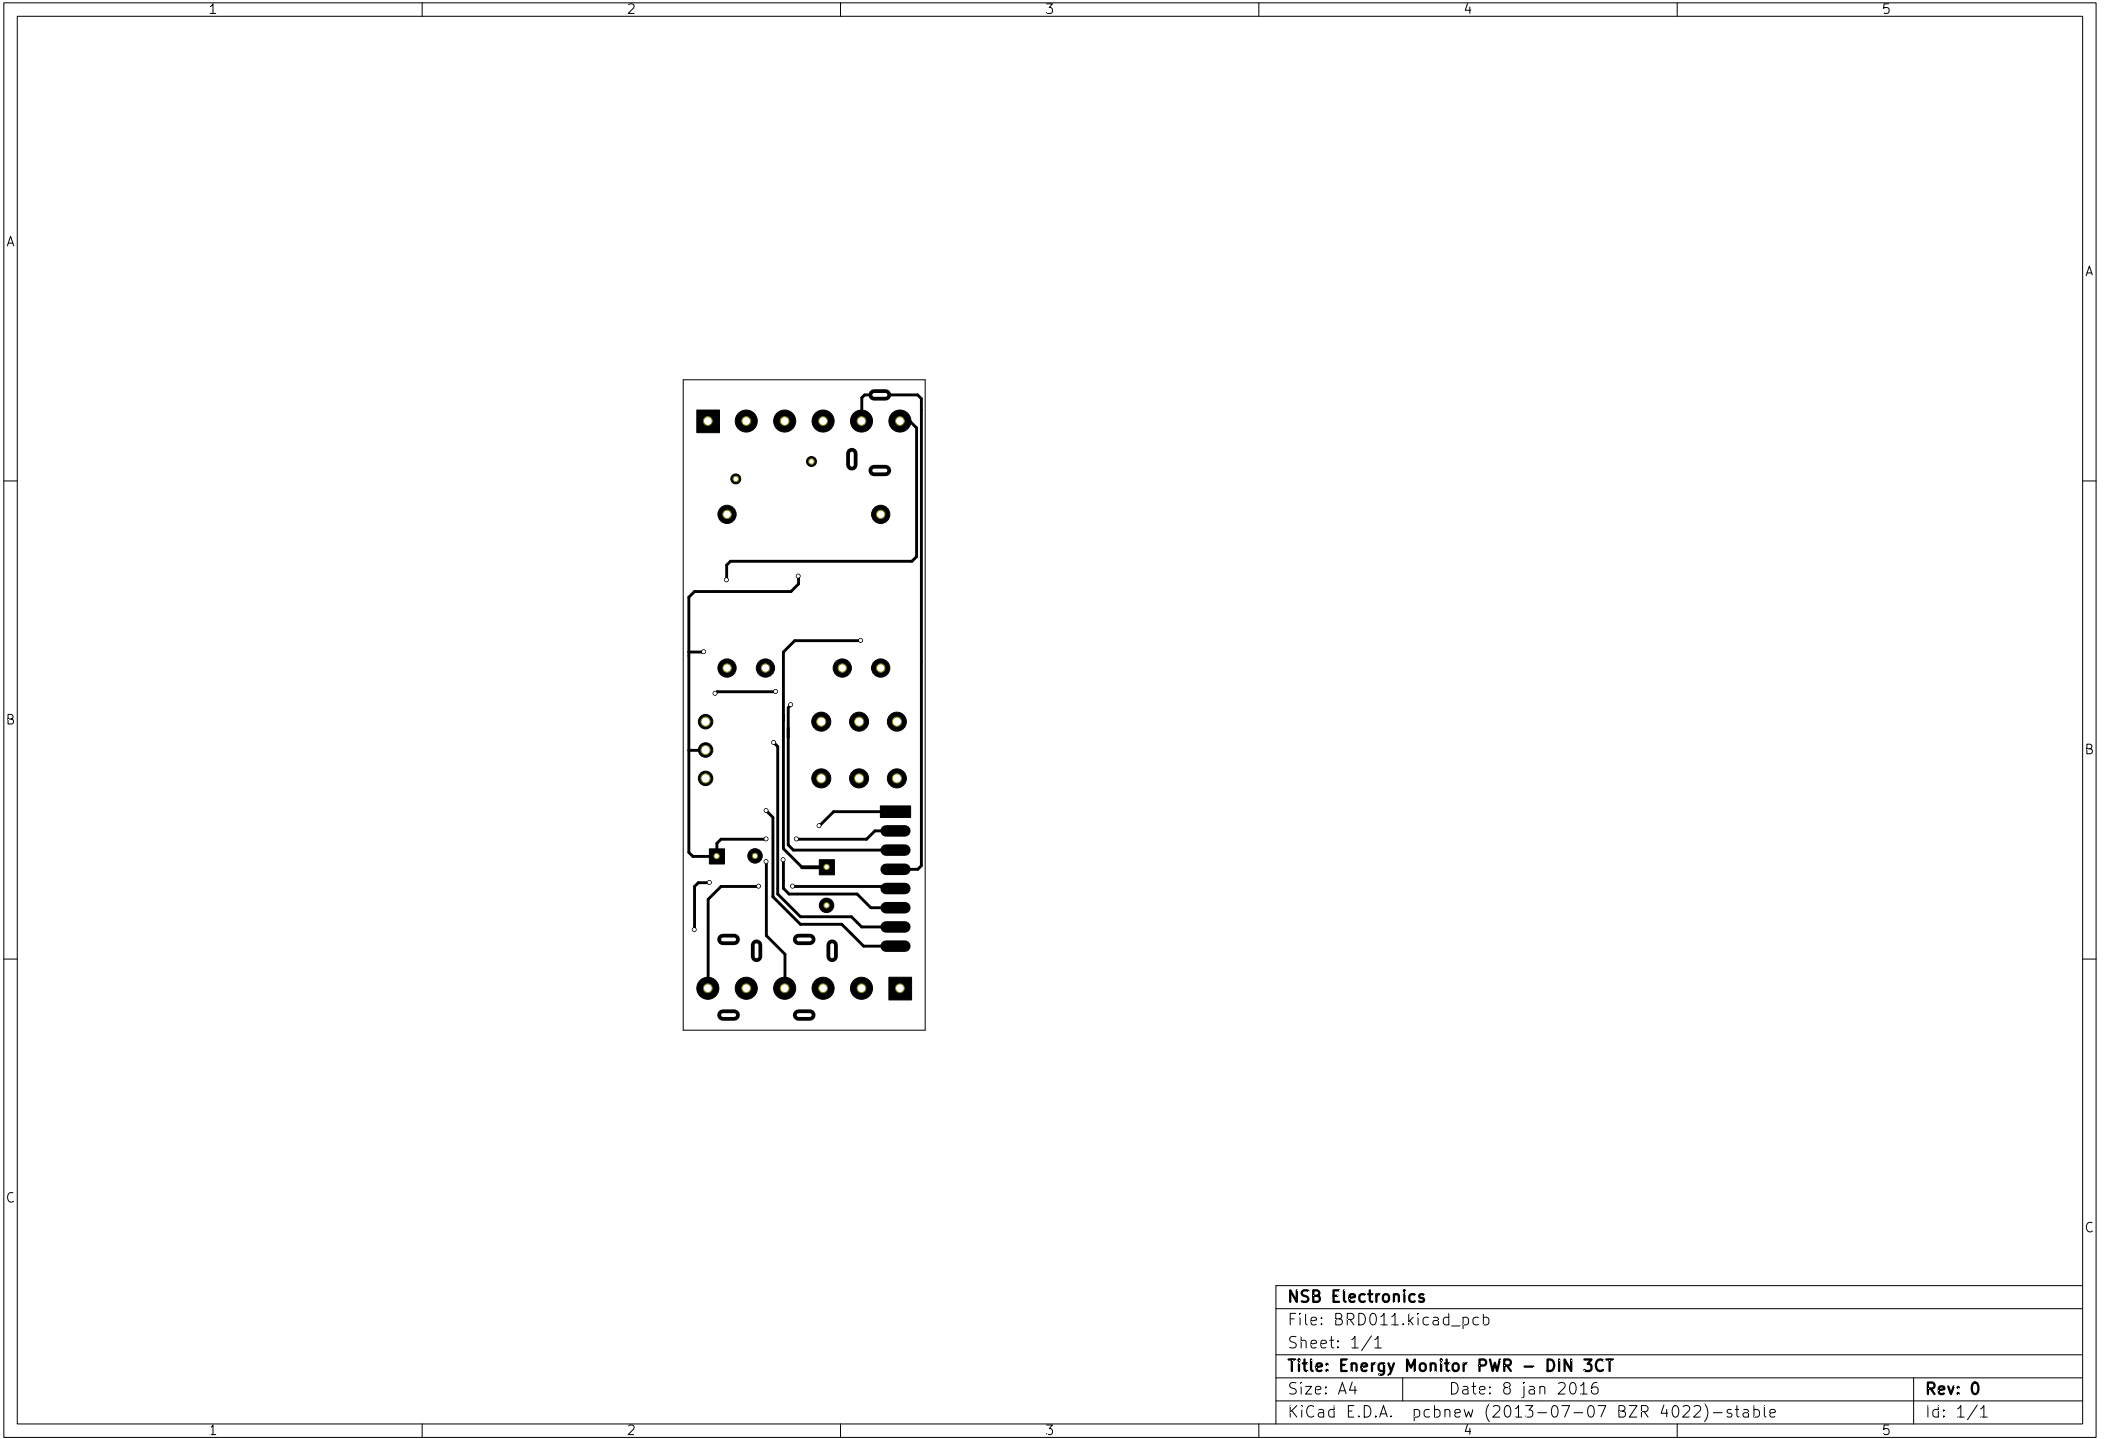 1 2 3 4 5
A A
B B
C C
NSB Electronics
File: BRD011.kicad_pcb
Sheet: 1/1
Title: Energy Monitor PWR – DIN 3CT
Size: A4 Date: 8 jan 2016 Rev: 0
KiCad E.D.A. pcbnew (2013-07-07 BZR 4022)-stable Id: 1/1
1 2 3 4 5